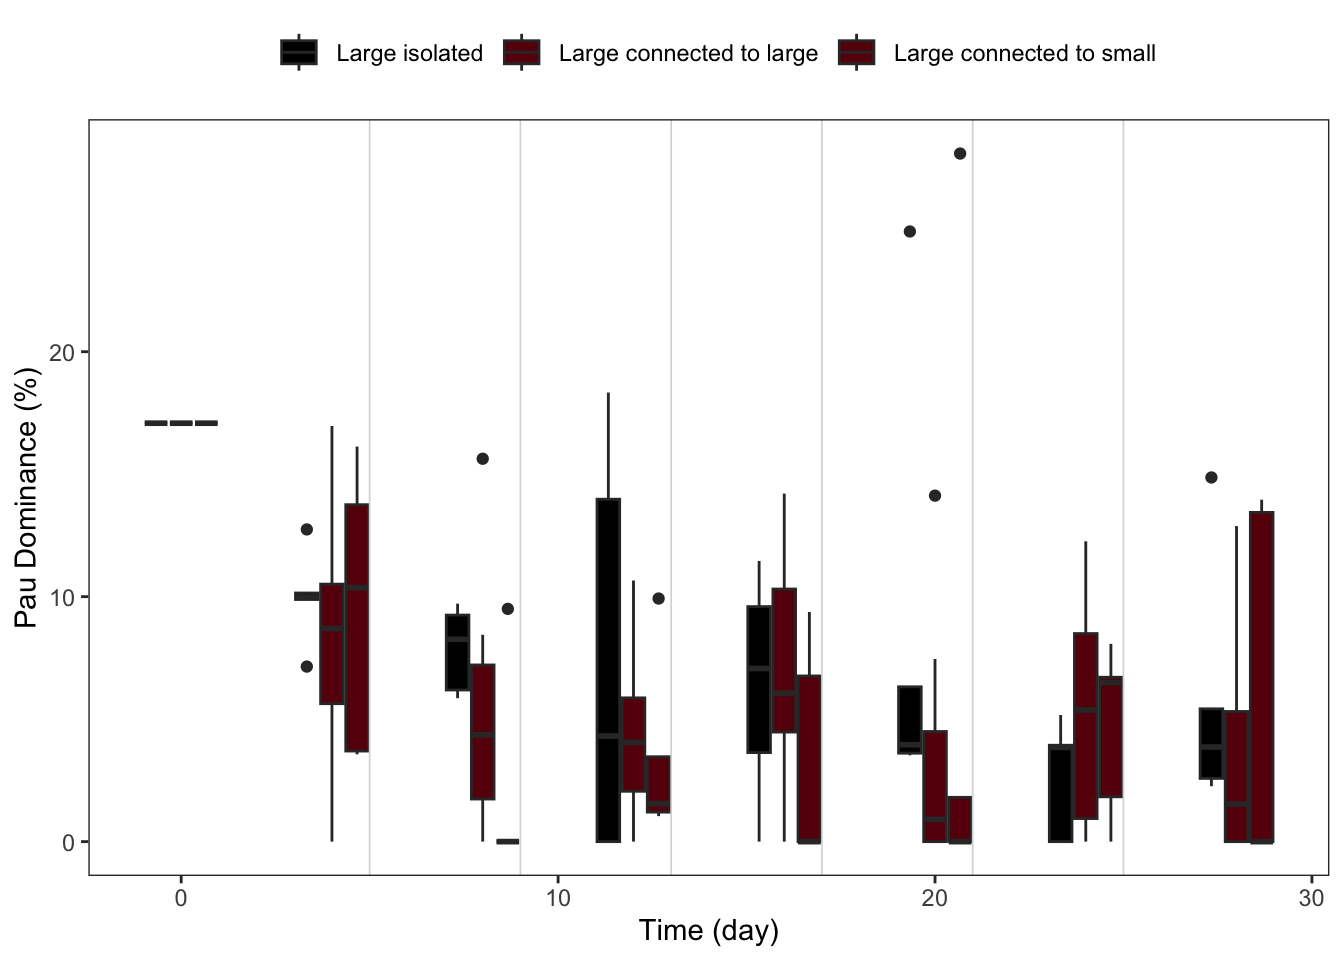 Large isolated Large connected to large Large connected to small
Pau Dominance (%)
20
10
0
0 10 20 30
Time (day)